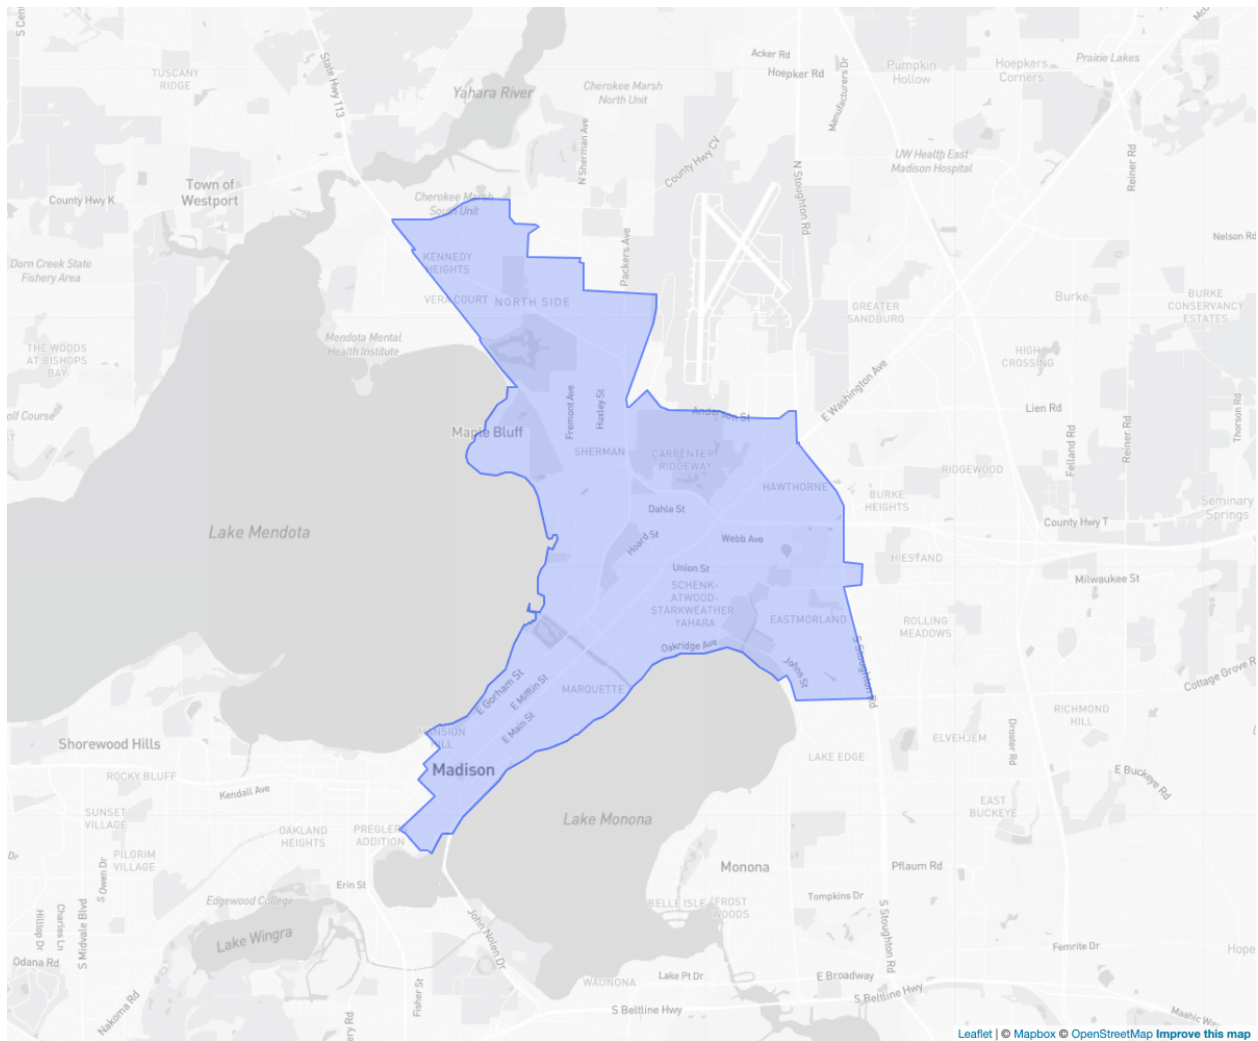 State Hwy 113
Acker Rd
Hoepker Rd
Manufacturers Dr
Pumpkin
Hollow
Hoepkers
Corners
Prairie Lakes
TUSCANY
RIDGE
Yahara River
Cherokee Marsh
North Unit
N Sherman Ave
County Hwy CV
UW Health East
Madison Hospital
Reiner Rd
Town of
Westport
County Hwy K
Cherokee Marsh
South Unit
N Stoughton Rd
Nelson Rd
Dorn Creek State
Fishery Area
KENNEDY
HEIGHTS
Packers Ave
VERA COURT
NORTH SIDE
GREATER
SANDBURG
Burke
BURKE
CONSERVANCY
ESTATES
THE WOODS
AT BISHOPS
BAY
Mendota Mental
Health Institute
HIGH
CROSSING
E Washington Ave
Fremont Ave
Huxley St
Anderson St
Lien Rd
Thorson Rd
olf Course
Maple Bluff
SHERMAN
CARPENTER
RIDGEWAY
Felland Rd
Reiner Rd
RIDGEWOOD
HAWTHORNE
BURKE
HEIGHTS
Seminary
Springs
Dahle St
County Hwy T
Lake Mendota
Hoard St
Webb Ave
HIESTAND
Union St
Milwaukee St
SCHENK-
ATWOOD-
STARKWEATHER-
YAHARA
EASTMORLAND
ROLLING
MEADOWS
Oakridge Ave
Johns St
S Stoughton Rd
Cottage Grove R
E Gorham St
E Mifflin St
MARQUETTE
E Main St
MANSION
HILL
RICHMOND
HILL
Drosler Rd
ELVEHJEM
Shorewood Hills
LAKE EDGE
Madison
ROCKY BLUFF
Kendall Ave
E Buckeye Rd
SUNSET
VILLAGE
OAKLAND
HEIGHTS
Lake Monona
EAST
BUCKEYE
PILGRIM
VILLAGE
Dr
S Owen Dr
Monona
Pflaum Rd
Erin St
Edgewood College
Tompkins Dr
BELLE ISLE
FROST
WOODS
Hilltop Dr
Charles Ln
S Midvale Blvd
Lake Wingra
John Nolen Dr
S Stoughton Rd
Femrite Dr
Hope
Odana Rd
Fisher St
WAUNONA
Lake Pt Dr
E Broadway
Nakoma Rd
S Beltline Hwy
S Beltline Hwy
Leaflet | © Mapbox © OpenStreetMap Improve this map